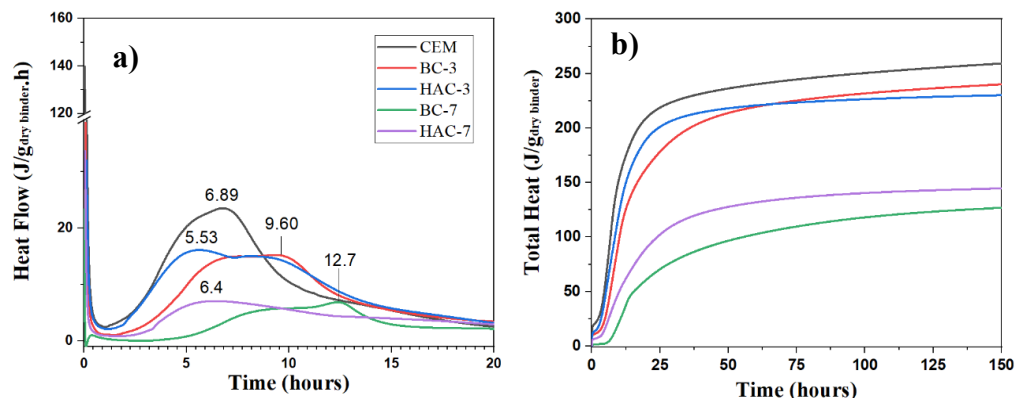 a)
CEM
BC-3
HAC-3
BC-7
HAC-7
160
140
120
20
0
6.89
5.53
9.60
12.7
6.4
0
5
10
15
20
Time (hours)
Heat Flow (J/gdry binder.h)
b)
300
250
200
150
100
50
0
0
25
50
75
100
125
150
Time (hours)
Total Heat (J/gdry binder)